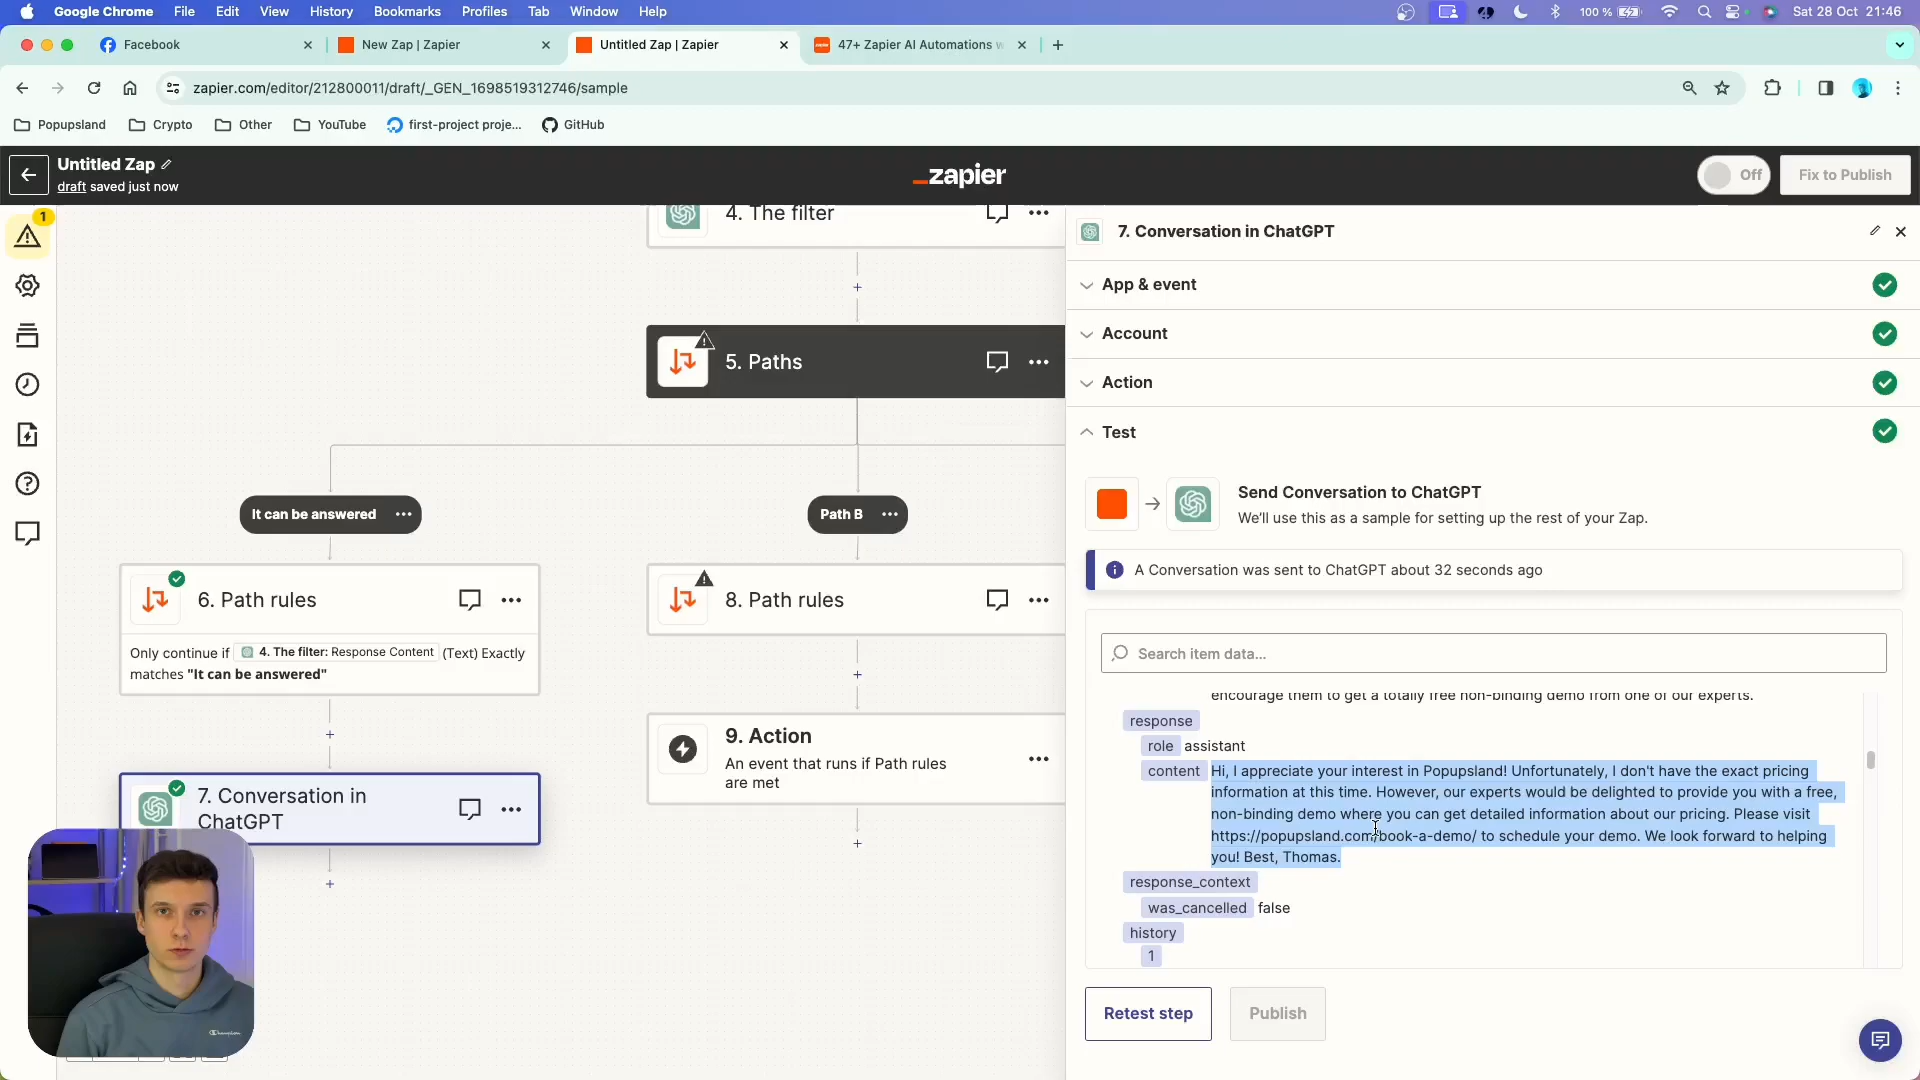 Google Chrome File Edit View History Bookmarks Profiles Tab Window Help 100 % Sat 28 Oct 21:46
Facebook New Zap | Zapier Untitled Zap | Zapier 47+ Zapier AI Automations
zapier.com/editor/212800011/draft/_GEN_1698519312746/sample
Popupsland Crypto Other YouTube first-project proje... GitHub
Untitled Zap
draft saved just now
_zapier
Off
Fix to Publish
1
4. The filter
5. Paths
It can be answered
Path B
6. Path rules
Only continue if 4. The filter: Response Content (Text) Exactly
matches "It can be answered"
8. Path rules
7. Conversation in
ChatGPT
9. Action
An event that runs if Path rules
are met
7. Conversation in ChatGPT
App & event
Account
Action
Test
Send Conversation to ChatGPT
We'll use this as a sample for setting up the rest of your Zap.
A Conversation was sent to ChatGPT about 32 seconds ago
Search item data...
encourage them to get a totally free non-binding demo from one of our experts.
response
role assistant
content Hi, I appreciate your interest in Popupsland! Unfortunately, I don't have the exact pricing
information at this time. However, our experts would be delighted to provide you with a free,
non-binding demo where you can get detailed information about our pricing. Please visit
https://popupsland.com/book-a-demo/ to schedule your demo. We look forward to helping
you! Best, Thomas.
response_context
was_cancelled false
history
1
Retest step
Publish
Champion